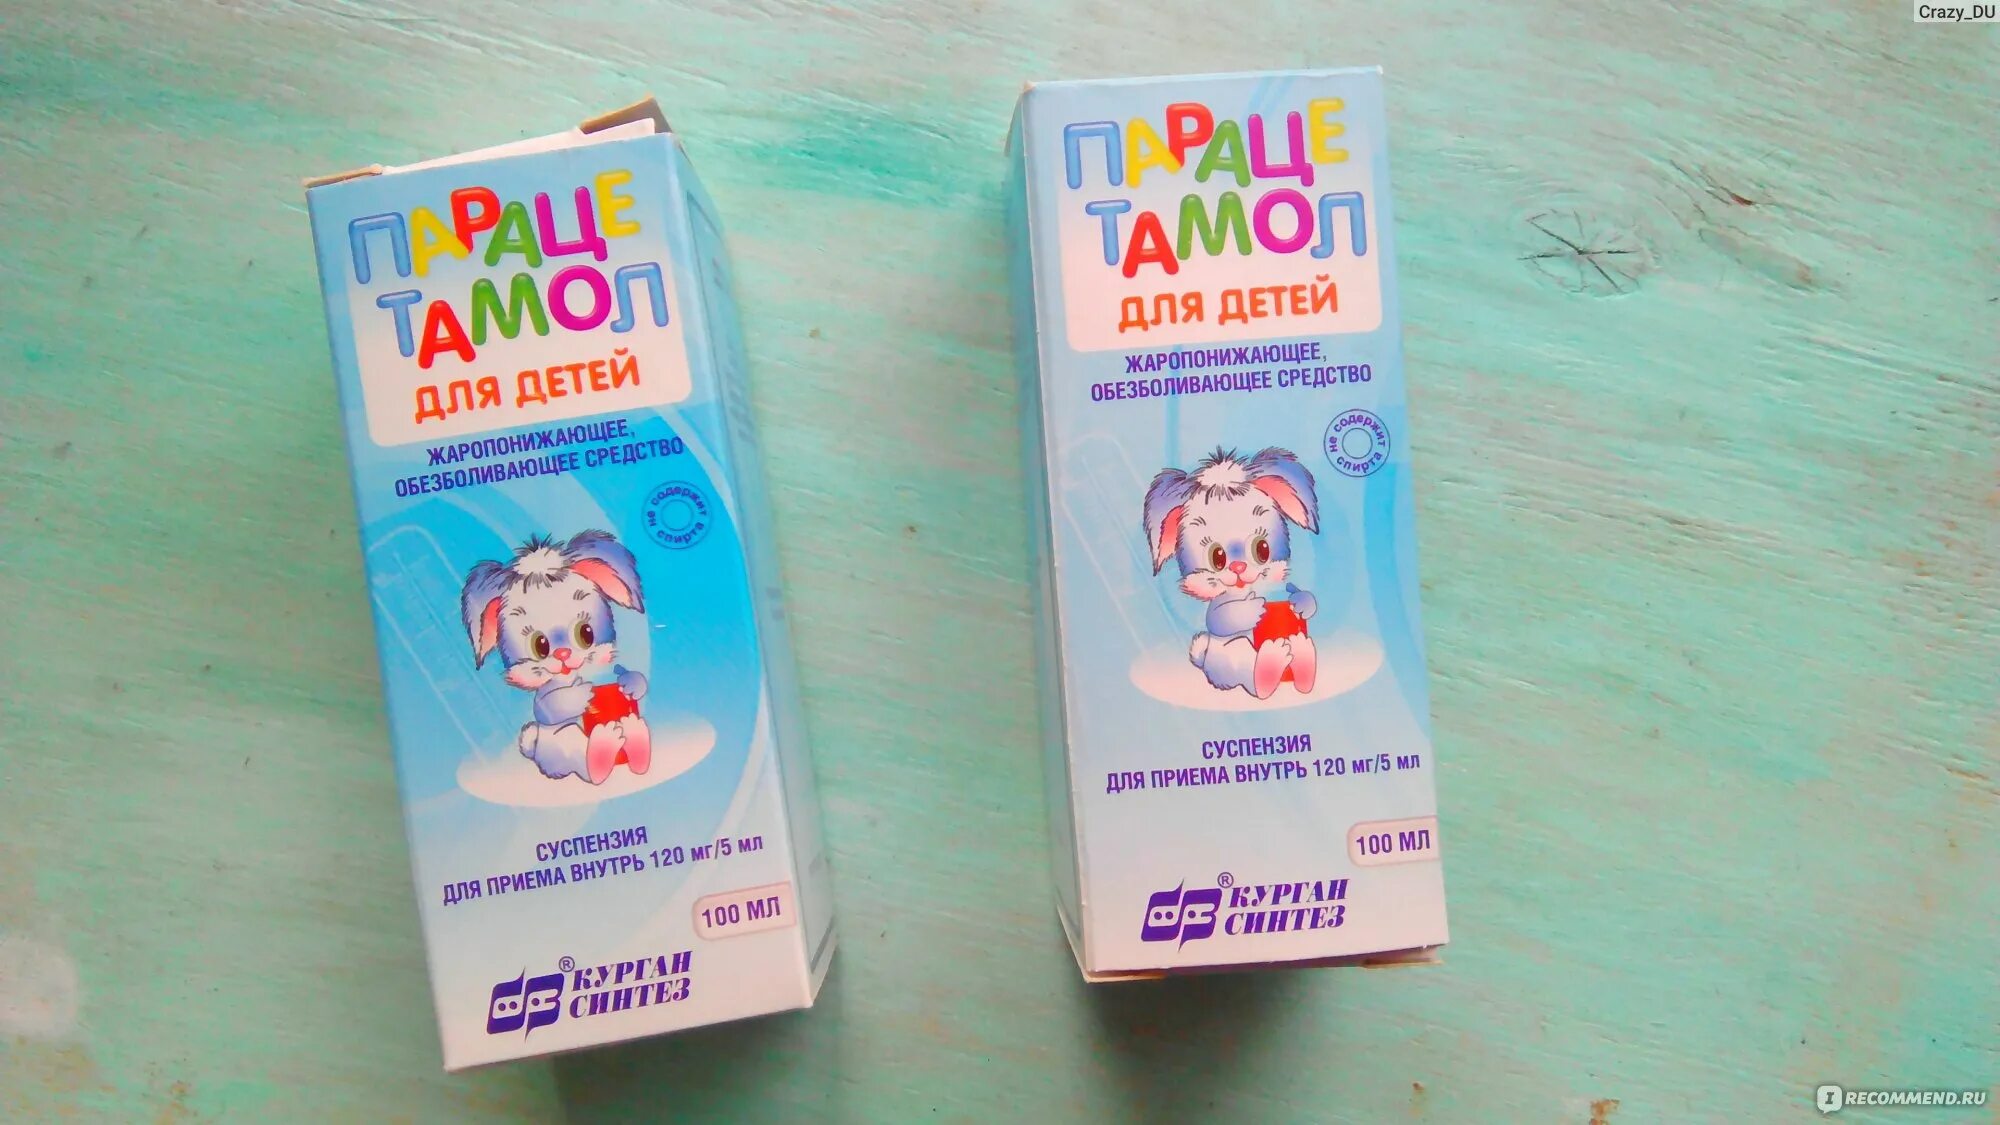 Crazy_DU
ПАРАЦЕ
ТАМОЛ
ДЛЯ ДЕТЕЙ
ЖАРОПОНИЖАЮЩЕЕ,
ОБЕЗБОЛИВАЮЩЕЕ СРЕДСТВО
не содержит
спирта
СУСПЕНЗИЯ
ДЛЯ ПРИЕМА ВНУТРЬ 120 мг/5 мл
100 МЛ
®
КУРГАН
СИНТЕЗ
ПАРАЦЕ
ТАМОЛ
ДЛЯ ДЕТЕЙ
ЖАРОПОНИЖАЮЩЕЕ,
ОБЕЗБОЛИВАЮЩЕЕ СРЕДСТВО
не содержит
спирта
СУСПЕНЗИЯ
ДЛЯ ПРИЕМА ВНУТРЬ 120 мг/5 мл
100 МЛ
®
КУРГАН
СИНТЕЗ
I RECOMMEND.RU